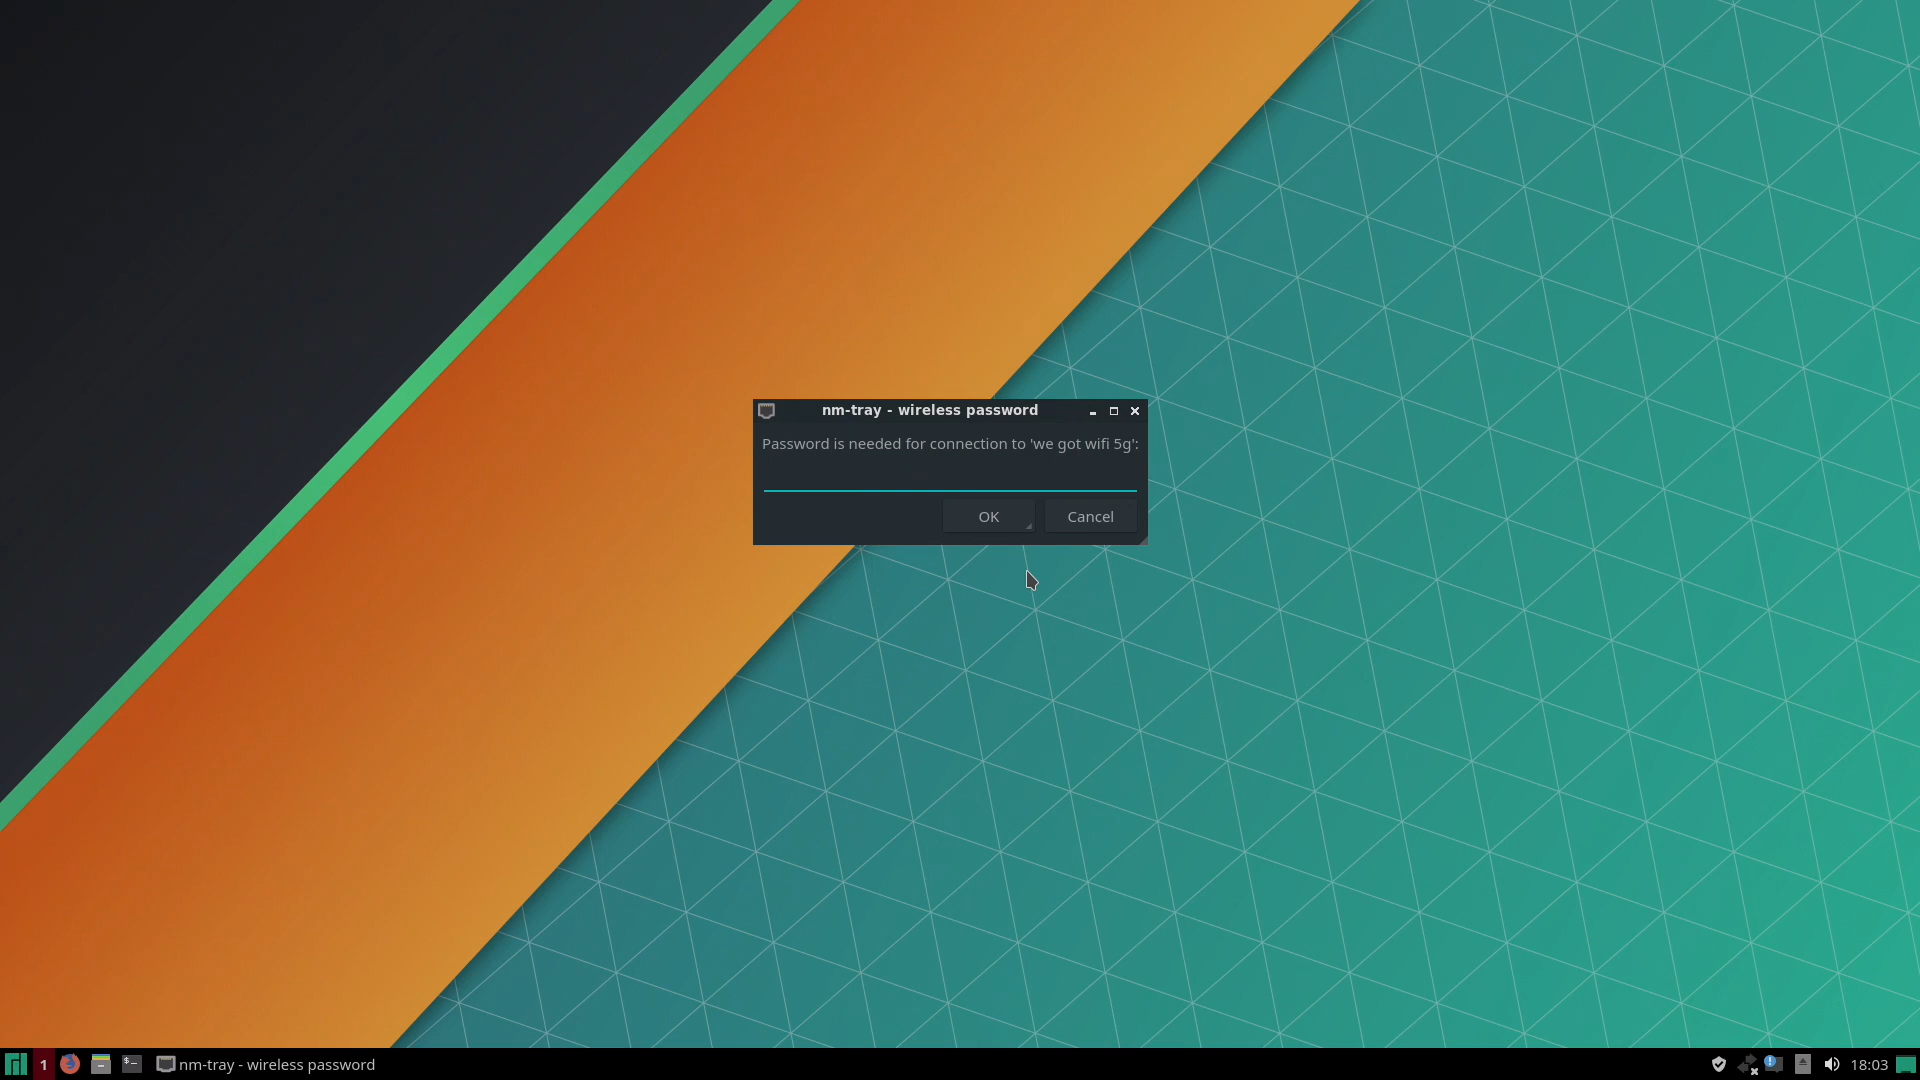 nm-tray - wireless password
Password is needed for connection to 'we got wifi 5g':
OK
Cancel
1
$_
nm-tray - wireless password
18:03